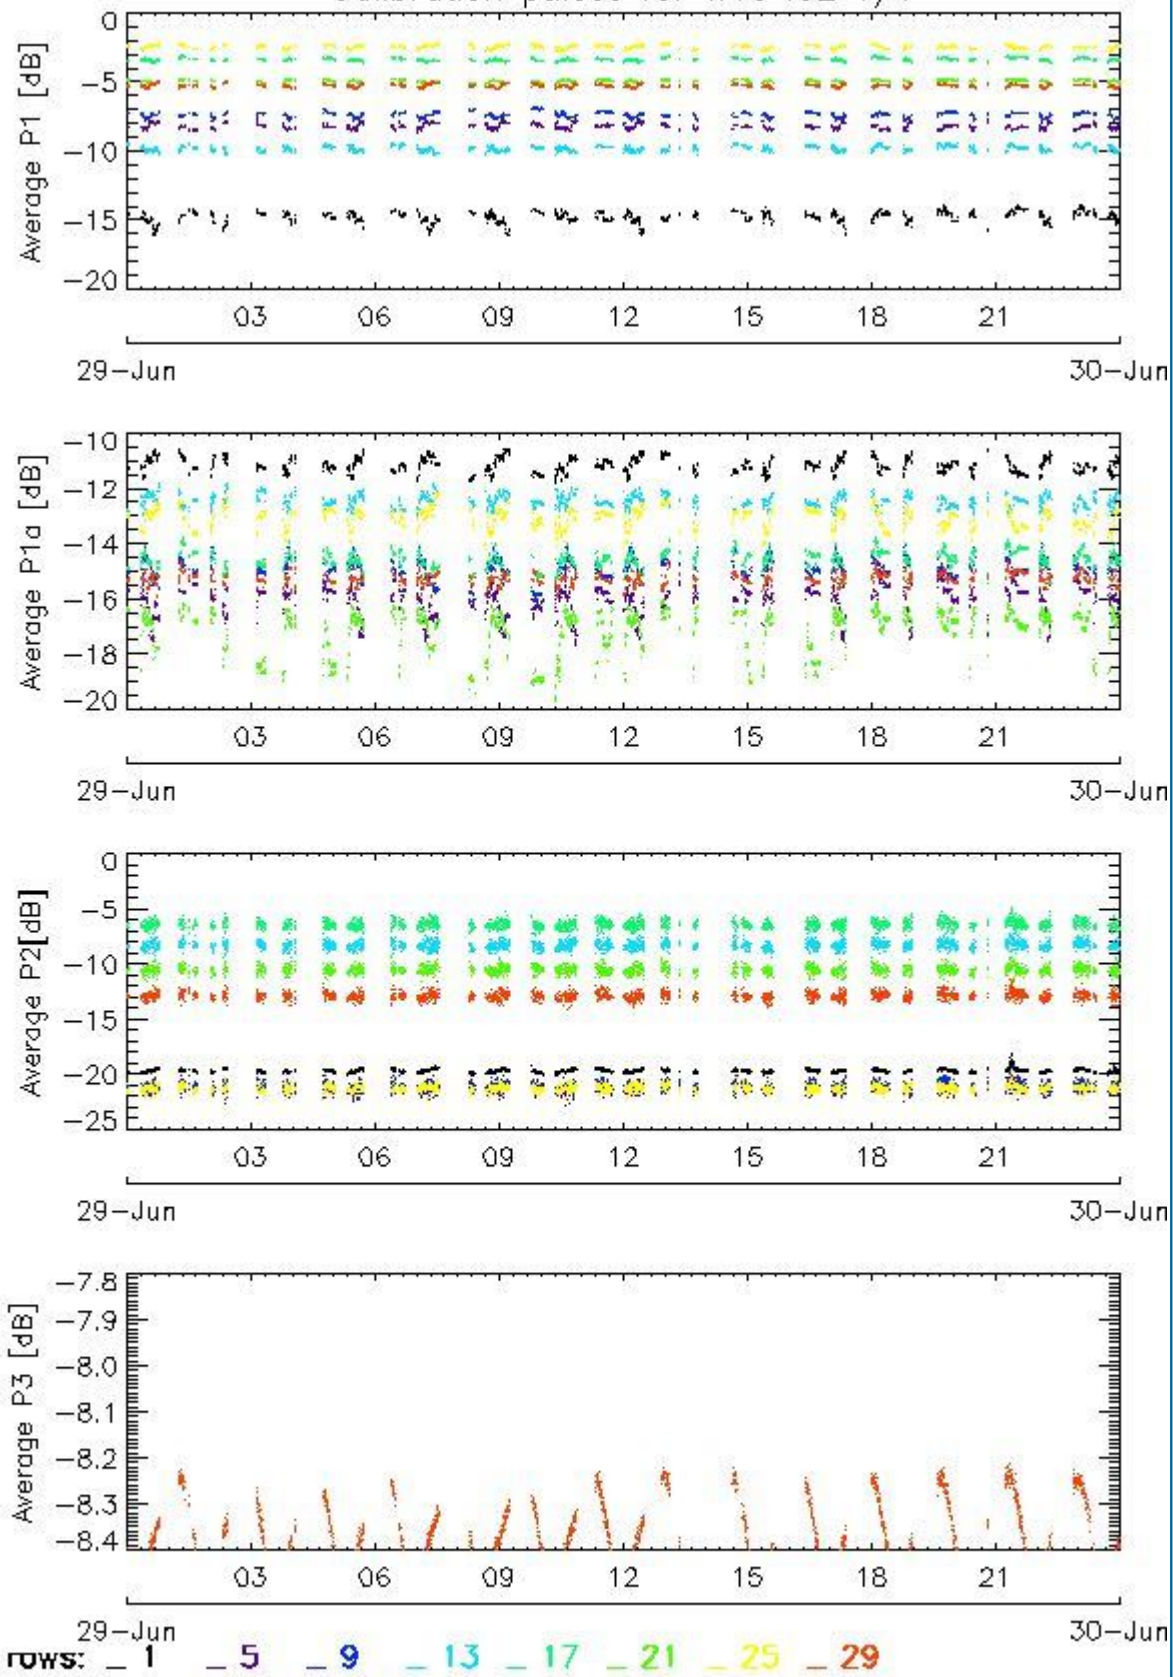 Average P1 [dB]
0
−5
−10
−15
−20
03 06 09 12 15 18 21
29−Jun 30−Jun
Average P1a [dB]
−10
−12
−14
−16
−18
−20
03 06 09 12 15 18 21
29−Jun 30−Jun
Average P2[dB]
0
−5
−10
−15
−20
−25
03 06 09 12 15 18 21
29−Jun 30−Jun
Average P3 [dB]
−7.8
−7.9
−8.0
−8.1
−8.2
−8.3
−8.4
03 06 09 12 15 18 21
29−Jun 30−Jun
rows: _ 1 _ 5 _ 9 _ 13 _ 17 _ 21 _ 25 _ 29